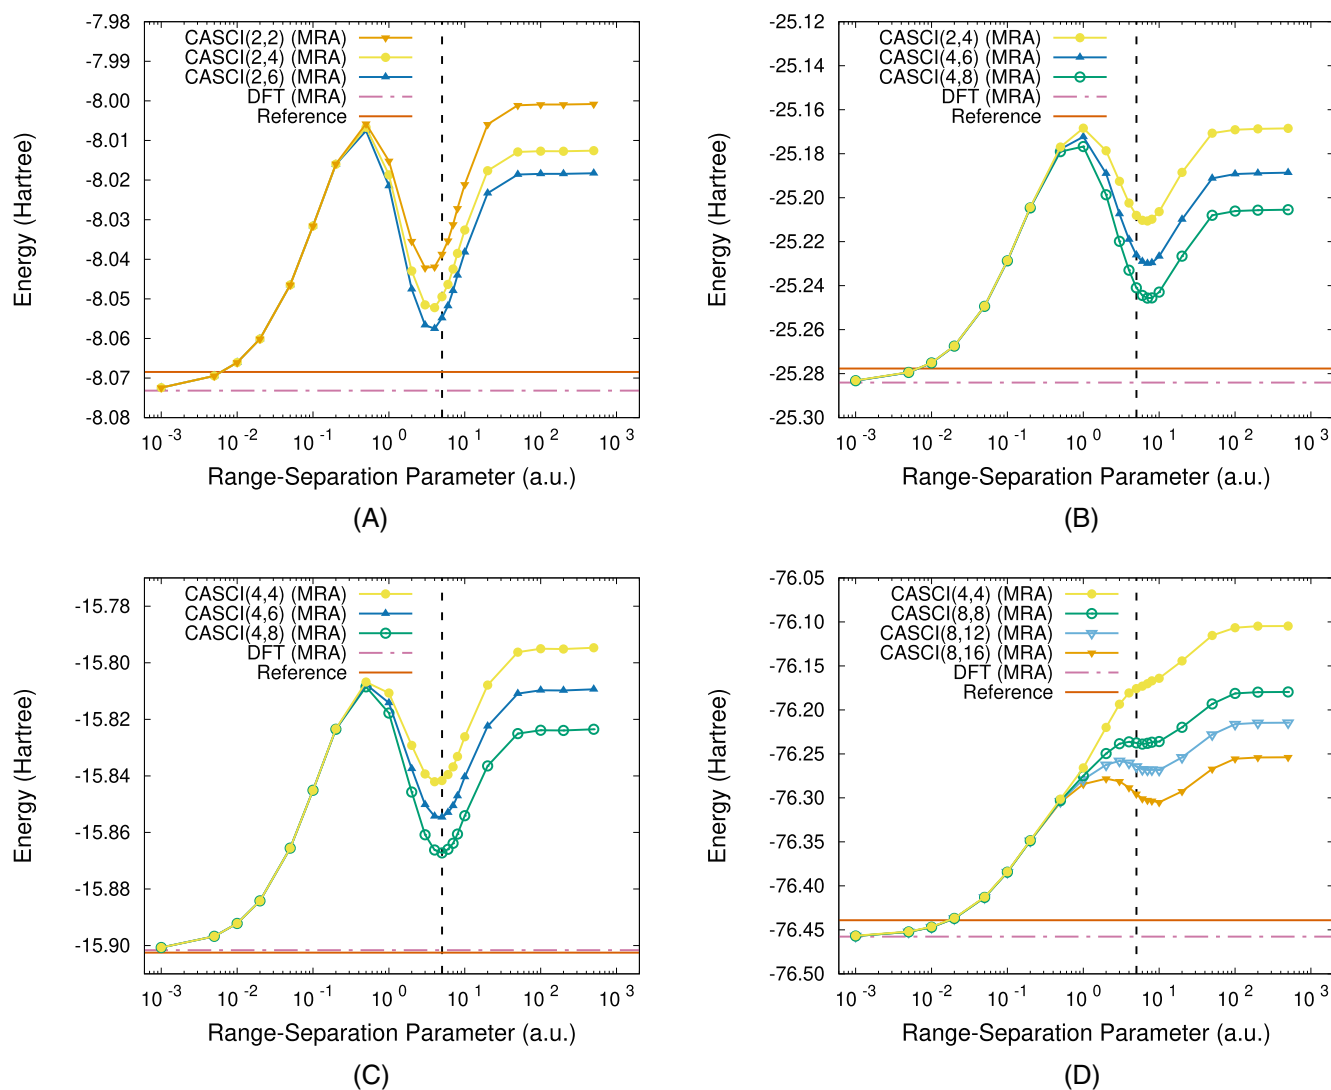 -7.98
-7.99
-8.00
-8.01
-8.02
-8.03
-8.04
-8.05
-8.06
-8.07
-8.08
Energy (Hartree)
CASCI(2,2) (MRA)
CASCI(2,4) (MRA)
CASCI(2,6) (MRA)
DFT (MRA)
Reference
10⁻³ 10⁻² 10⁻¹ 10⁰ 10¹ 10² 10³
Range-Separation Parameter (a.u.)
(A)
-25.12
-25.14
-25.16
-25.18
-25.20
-25.22
-25.24
-25.26
-25.28
-25.30
Energy (Hartree)
CASCI(2,4) (MRA)
CASCI(4,6) (MRA)
CASCI(4,8) (MRA)
DFT (MRA)
Reference
10⁻³ 10⁻² 10⁻¹ 10⁰ 10¹ 10² 10³
Range-Separation Parameter (a.u.)
(B)
-15.78
-15.80
-15.82
-15.84
-15.86
-15.88
-15.90
Energy (Hartree)
CASCI(4,4) (MRA)
CASCI(4,6) (MRA)
CASCI(4,8) (MRA)
DFT (MRA)
Reference
10⁻³ 10⁻² 10⁻¹ 10⁰ 10¹ 10² 10³
Range-Separation Parameter (a.u.)
(C)
-76.05
-76.10
-76.15
-76.20
-76.25
-76.30
-76.35
-76.40
-76.45
-76.50
Energy (Hartree)
CASCI(4,4) (MRA)
CASCI(8,8) (MRA)
CASCI(8,12) (MRA)
CASCI(8,16) (MRA)
DFT (MRA)
Reference
10⁻³ 10⁻² 10⁻¹ 10⁰ 10¹ 10² 10³
Range-Separation Parameter (a.u.)
(D)